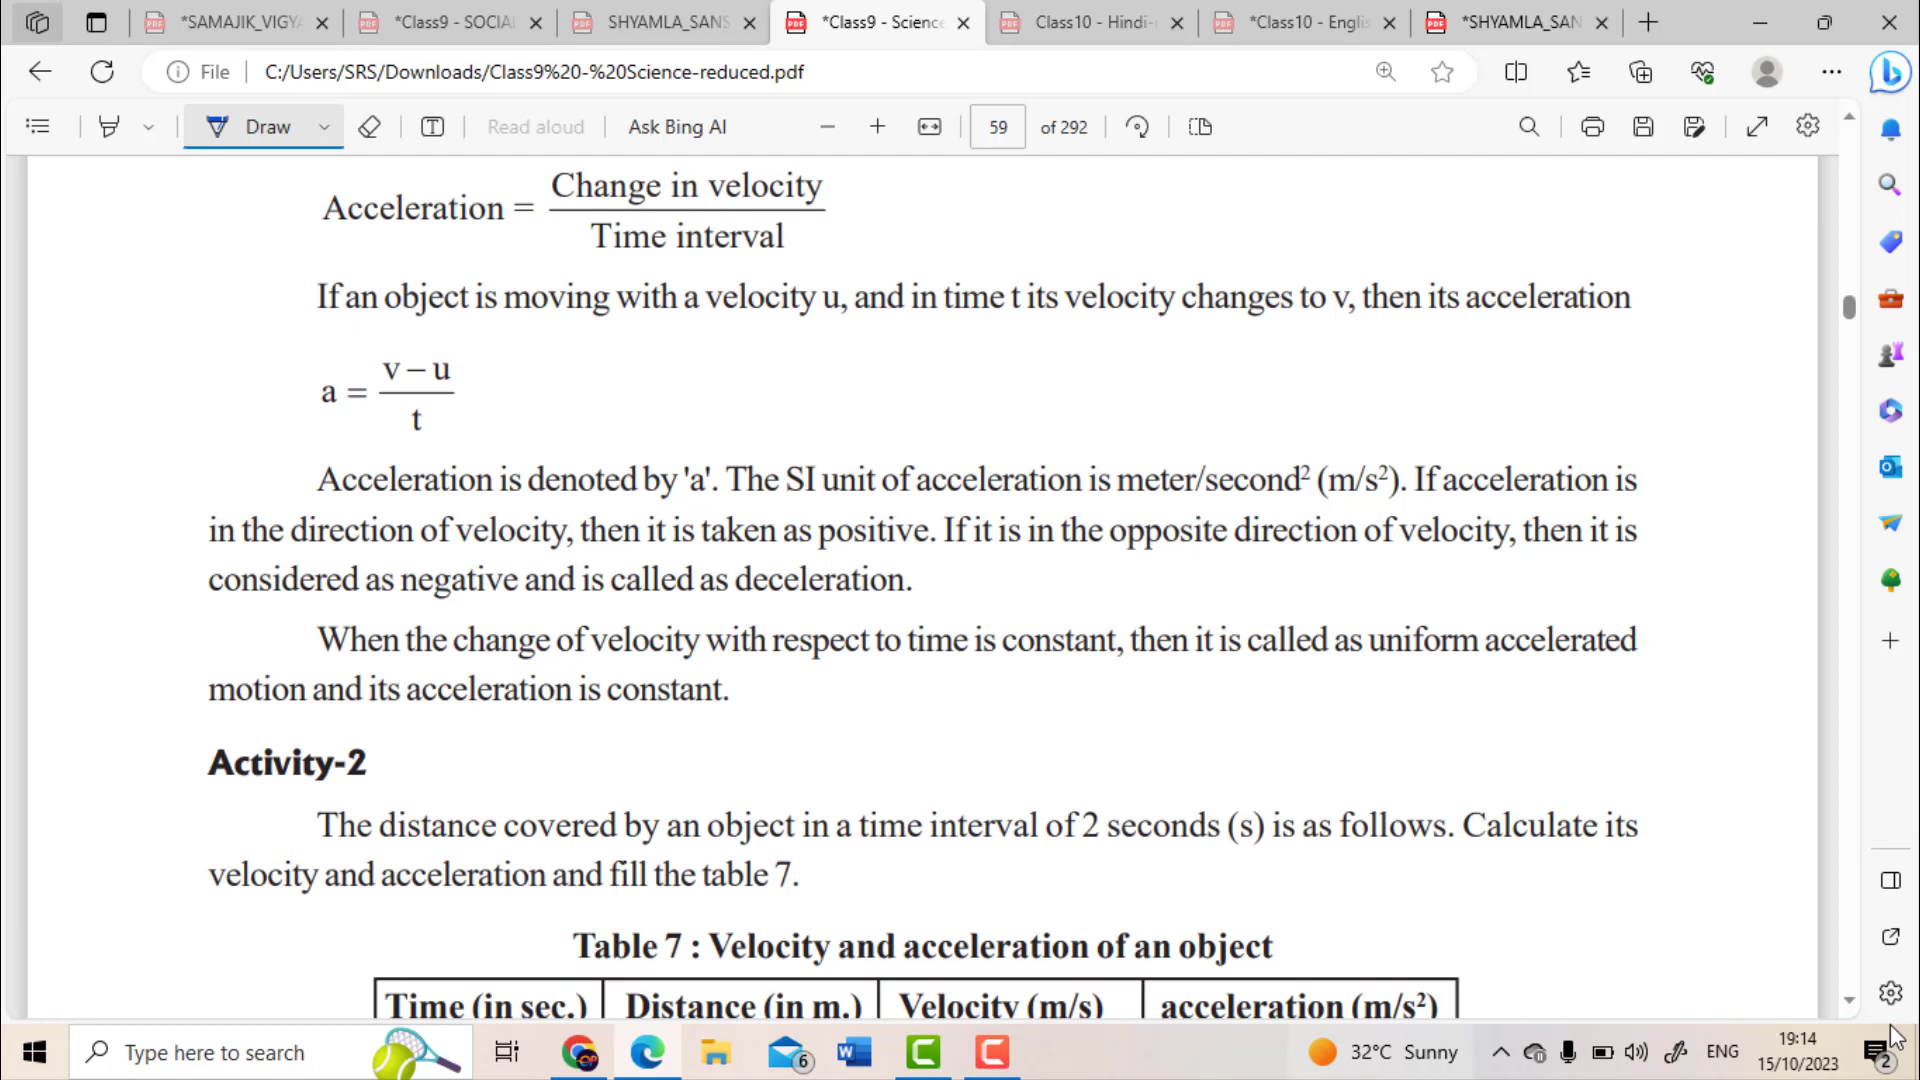 *SAMAJIK_VIGYA
*Class9 - SOCIAL
SHYAMLA_SANS
*Class9 - Science
Class10 - Hindi-
*Class10 - Englis
*SHYAMLA_SAN
File
C:/Users/SRS/Downloads/Class9%20-%20Science-reduced.pdf
Draw
Read aloud
Ask Bing AI
59
of 292
Acceleration = Change in velocity / Time interval
If an object is moving with a velocity u, and in time t its velocity changes to v, then its acceleration
a = v – u / t
Acceleration is denoted by 'a'. The SI unit of acceleration is meter/second² (m/s²). If acceleration is
in the direction of velocity, then it is taken as positive. If it is in the opposite direction of velocity, then it is
considered as negative and is called as deceleration.
When the change of velocity with respect to time is constant, then it is called as uniform accelerated
motion and its acceleration is constant.
Activity-2
The distance covered by an object in a time interval of 2 seconds (s) is as follows. Calculate its
velocity and acceleration and fill the table 7.
Table 7 : Velocity and acceleration of an object
Time (in sec.) Distance (in m.) Velocity (m/s) acceleration (m/s²)
Type here to search
6
32°C Sunny
ENG
19:14
15/10/2023
2